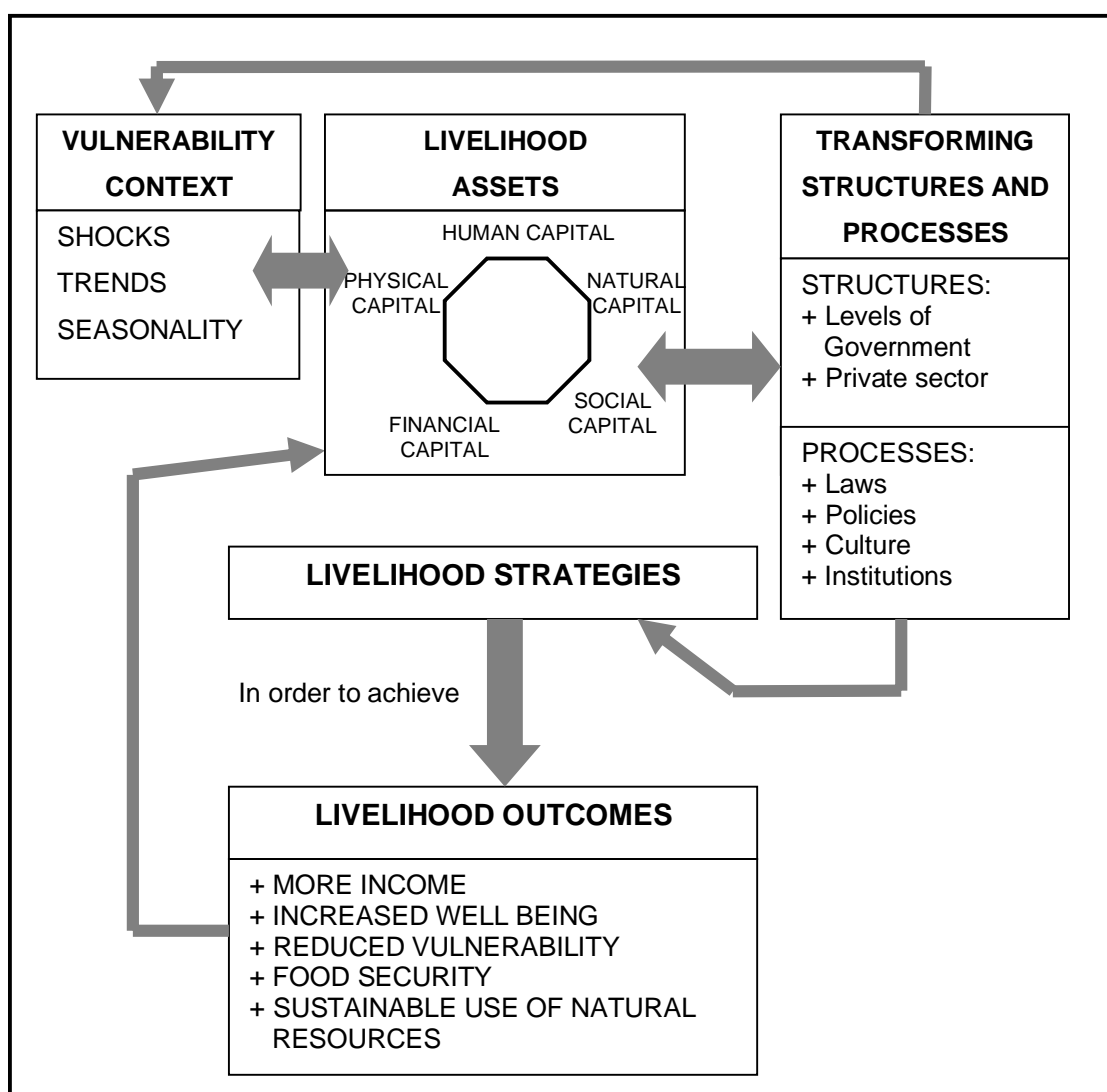 VULNERABILITY
CONTEXT
SHOCKS
TRENDS
SEASONALITY
LIVELIHOOD
ASSETS
HUMAN CAPITAL
PHYSICAL
CAPITAL
NATURAL
CAPITAL
FINANCIAL
CAPITAL
SOCIAL
CAPITAL
TRANSFORMING
STRUCTURES AND
PROCESSES
STRUCTURES:
+ Levels of
Government
+ Private sector
PROCESSES:
+ Laws
+ Policies
+ Culture
+ Institutions
LIVELIHOOD STRATEGIES
In order to achieve
LIVELIHOOD OUTCOMES
+ MORE INCOME
+ INCREASED WELL BEING
+ REDUCED VULNERABILITY
+ FOOD SECURITY
+ SUSTAINABLE USE OF NATURAL
RESOURCES